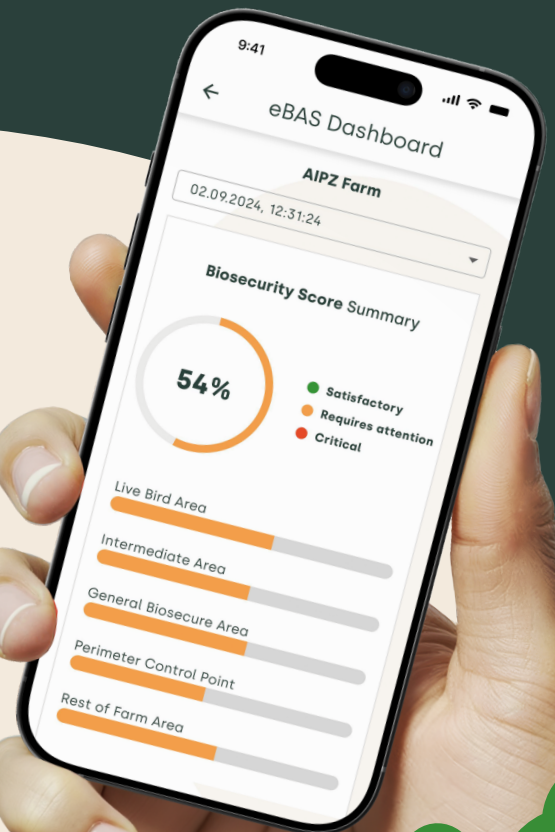 9:41
eBAS Dashboard
AIPZ Farm
02.09.2024, 12:31:24
Biosecurity Score Summary
54%
Satisfactory
Requires attention
Critical
Live Bird Area
Intermediate Area
General Biosecure Area
Perimeter Control Point
Rest of Farm Area